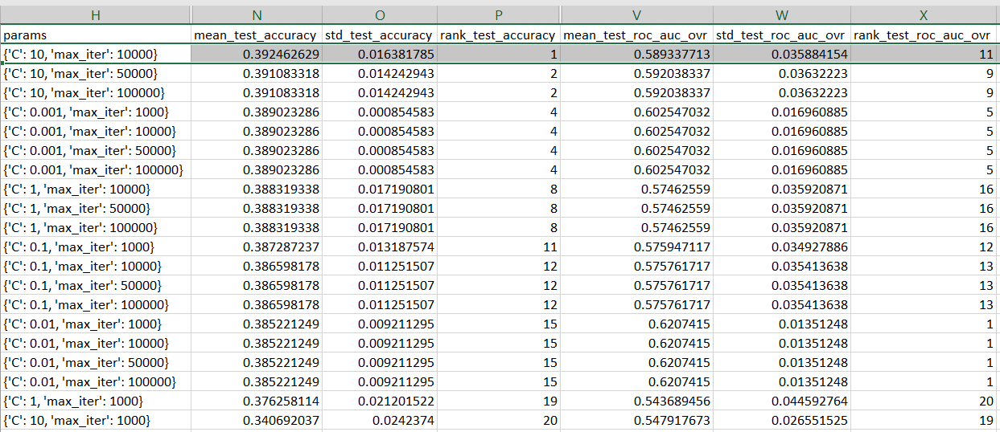 H N O P V W X
params mean_test_accuracy std_test_accuracy rank_test_accuracy mean_test_roc_auc_ovr std_test_roc_auc_ovr rank_test_roc_auc_ovr
{'C': 10, 'max_iter': 10000} 0.392462629 0.016381785 1 0.589337713 0.035884154 11
{'C': 10, 'max_iter': 50000} 0.391083318 0.014242943 2 0.592038337 0.03632223 9
{'C': 10, 'max_iter': 100000} 0.391083318 0.014242943 2 0.592038337 0.03632223 9
{'C': 0.001, 'max_iter': 1000} 0.389023286 0.000854583 4 0.602547032 0.016960885 5
{'C': 0.001, 'max_iter': 10000} 0.389023286 0.000854583 4 0.602547032 0.016960885 5
{'C': 0.001, 'max_iter': 50000} 0.389023286 0.000854583 4 0.602547032 0.016960885 5
{'C': 0.001, 'max_iter': 100000} 0.389023286 0.000854583 4 0.602547032 0.016960885 5
{'C': 1, 'max_iter': 10000} 0.388319338 0.017190801 8 0.57462559 0.035920871 16
{'C': 1, 'max_iter': 50000} 0.388319338 0.017190801 8 0.57462559 0.035920871 16
{'C': 1, 'max_iter': 100000} 0.388319338 0.017190801 8 0.57462559 0.035920871 16
{'C': 0.1, 'max_iter': 1000} 0.387287237 0.013187574 11 0.575947117 0.034927886 12
{'C': 0.1, 'max_iter': 10000} 0.386598178 0.011251507 12 0.575761717 0.035413638 13
{'C': 0.1, 'max_iter': 50000} 0.386598178 0.011251507 12 0.575761717 0.035413638 13
{'C': 0.1, 'max_iter': 100000} 0.386598178 0.011251507 12 0.575761717 0.035413638 13
{'C': 0.01, 'max_iter': 1000} 0.385221249 0.009211295 15 0.6207415 0.01351248 1
{'C': 0.01, 'max_iter': 10000} 0.385221249 0.009211295 15 0.6207415 0.01351248 1
{'C': 0.01, 'max_iter': 50000} 0.385221249 0.009211295 15 0.6207415 0.01351248 1
{'C': 0.01, 'max_iter': 100000} 0.385221249 0.009211295 15 0.6207415 0.01351248 1
{'C': 1, 'max_iter': 1000} 0.376258114 0.021201522 19 0.543689456 0.044592764 20
{'C': 10, 'max_iter': 1000} 0.340692037 0.0242374 20 0.547917673 0.026551525 19